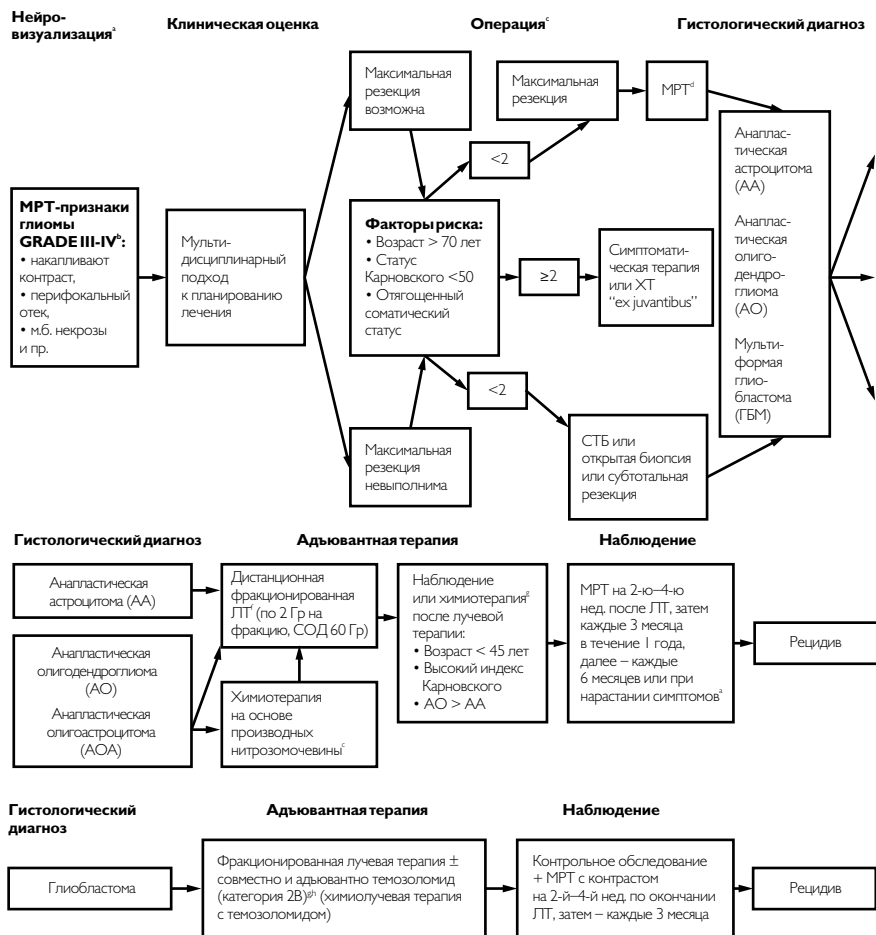 Нейро-
визуализацияᵃ
Клиническая оценка
Операцияᶜ
Гистологический диагноз
МРТ-признаки
глиомы
GRADE III-IVᵇ:
• накапливают
контраст,
• перифокальный
отек,
• м.б. некрозы
и пр.
Мульти-
дисциплинарный
подход
к планированию
лечения
Максимальная
резекция
возможна
Факторы риска:
• Возраст > 70 лет
• Статус
Карновского <50
• Отягощенный
соматический
статус
Максимальная
резекция
невыполнима
<2
≥2
<2
Максимальная
резекция
МРТᵈ
Симптомати-
ческая терапия
или ХТ
“ex juvantibus”
СТБ или
открытая биопсия
или субтотальная
резекция
Анаплас-
тическая
астроцитома
(АА)
Анаплас-
тическая
олиго-
дендро-
глиома
(АО)
Мульти-
формая
глио-
бластома
(ГБМ)
Гистологический диагноз
Адъювантная терапия
Наблюдение
Анапластическая
астроцитома (АА)
Анапластическая
олигодендроглиома
(АО)
Анапластическая
олигоастроцитома
(АОА)
Дистанционная
фракционированная
ЛТᶠ (по 2 Гр на
фракцию, СОД 60 Гр)
Химиотерапия
на основе
производных
нитрозомочевиныᶜ
Наблюдение
или химиотерапияᵍ
после лучевой
терапии:
• Возраст < 45 лет
• Высокий индекс
Карновского
• АО > АА
МРТ на 2-ю–4-ю
нед. после ЛТ, затем
каждые 3 месяца
в течение 1 года,
далее – каждые
6 месяцев или при
нарастании симптомовᵃ
Рецидив
Гистологический
диагноз
Адъювантная терапия
Наблюдение
Глиобластома
Фракционированная лучевая терапия ±
совместно и адъювантно темозоломид
(категория 2B)ᵍʰ (химиолучевая терапия
с темозоломидом)
Контрольное обследование
+ МРТ с контрастом
на 2-й–4-й нед. по окончании
ЛТ, затем – каждые 3 месяца
Рецидив